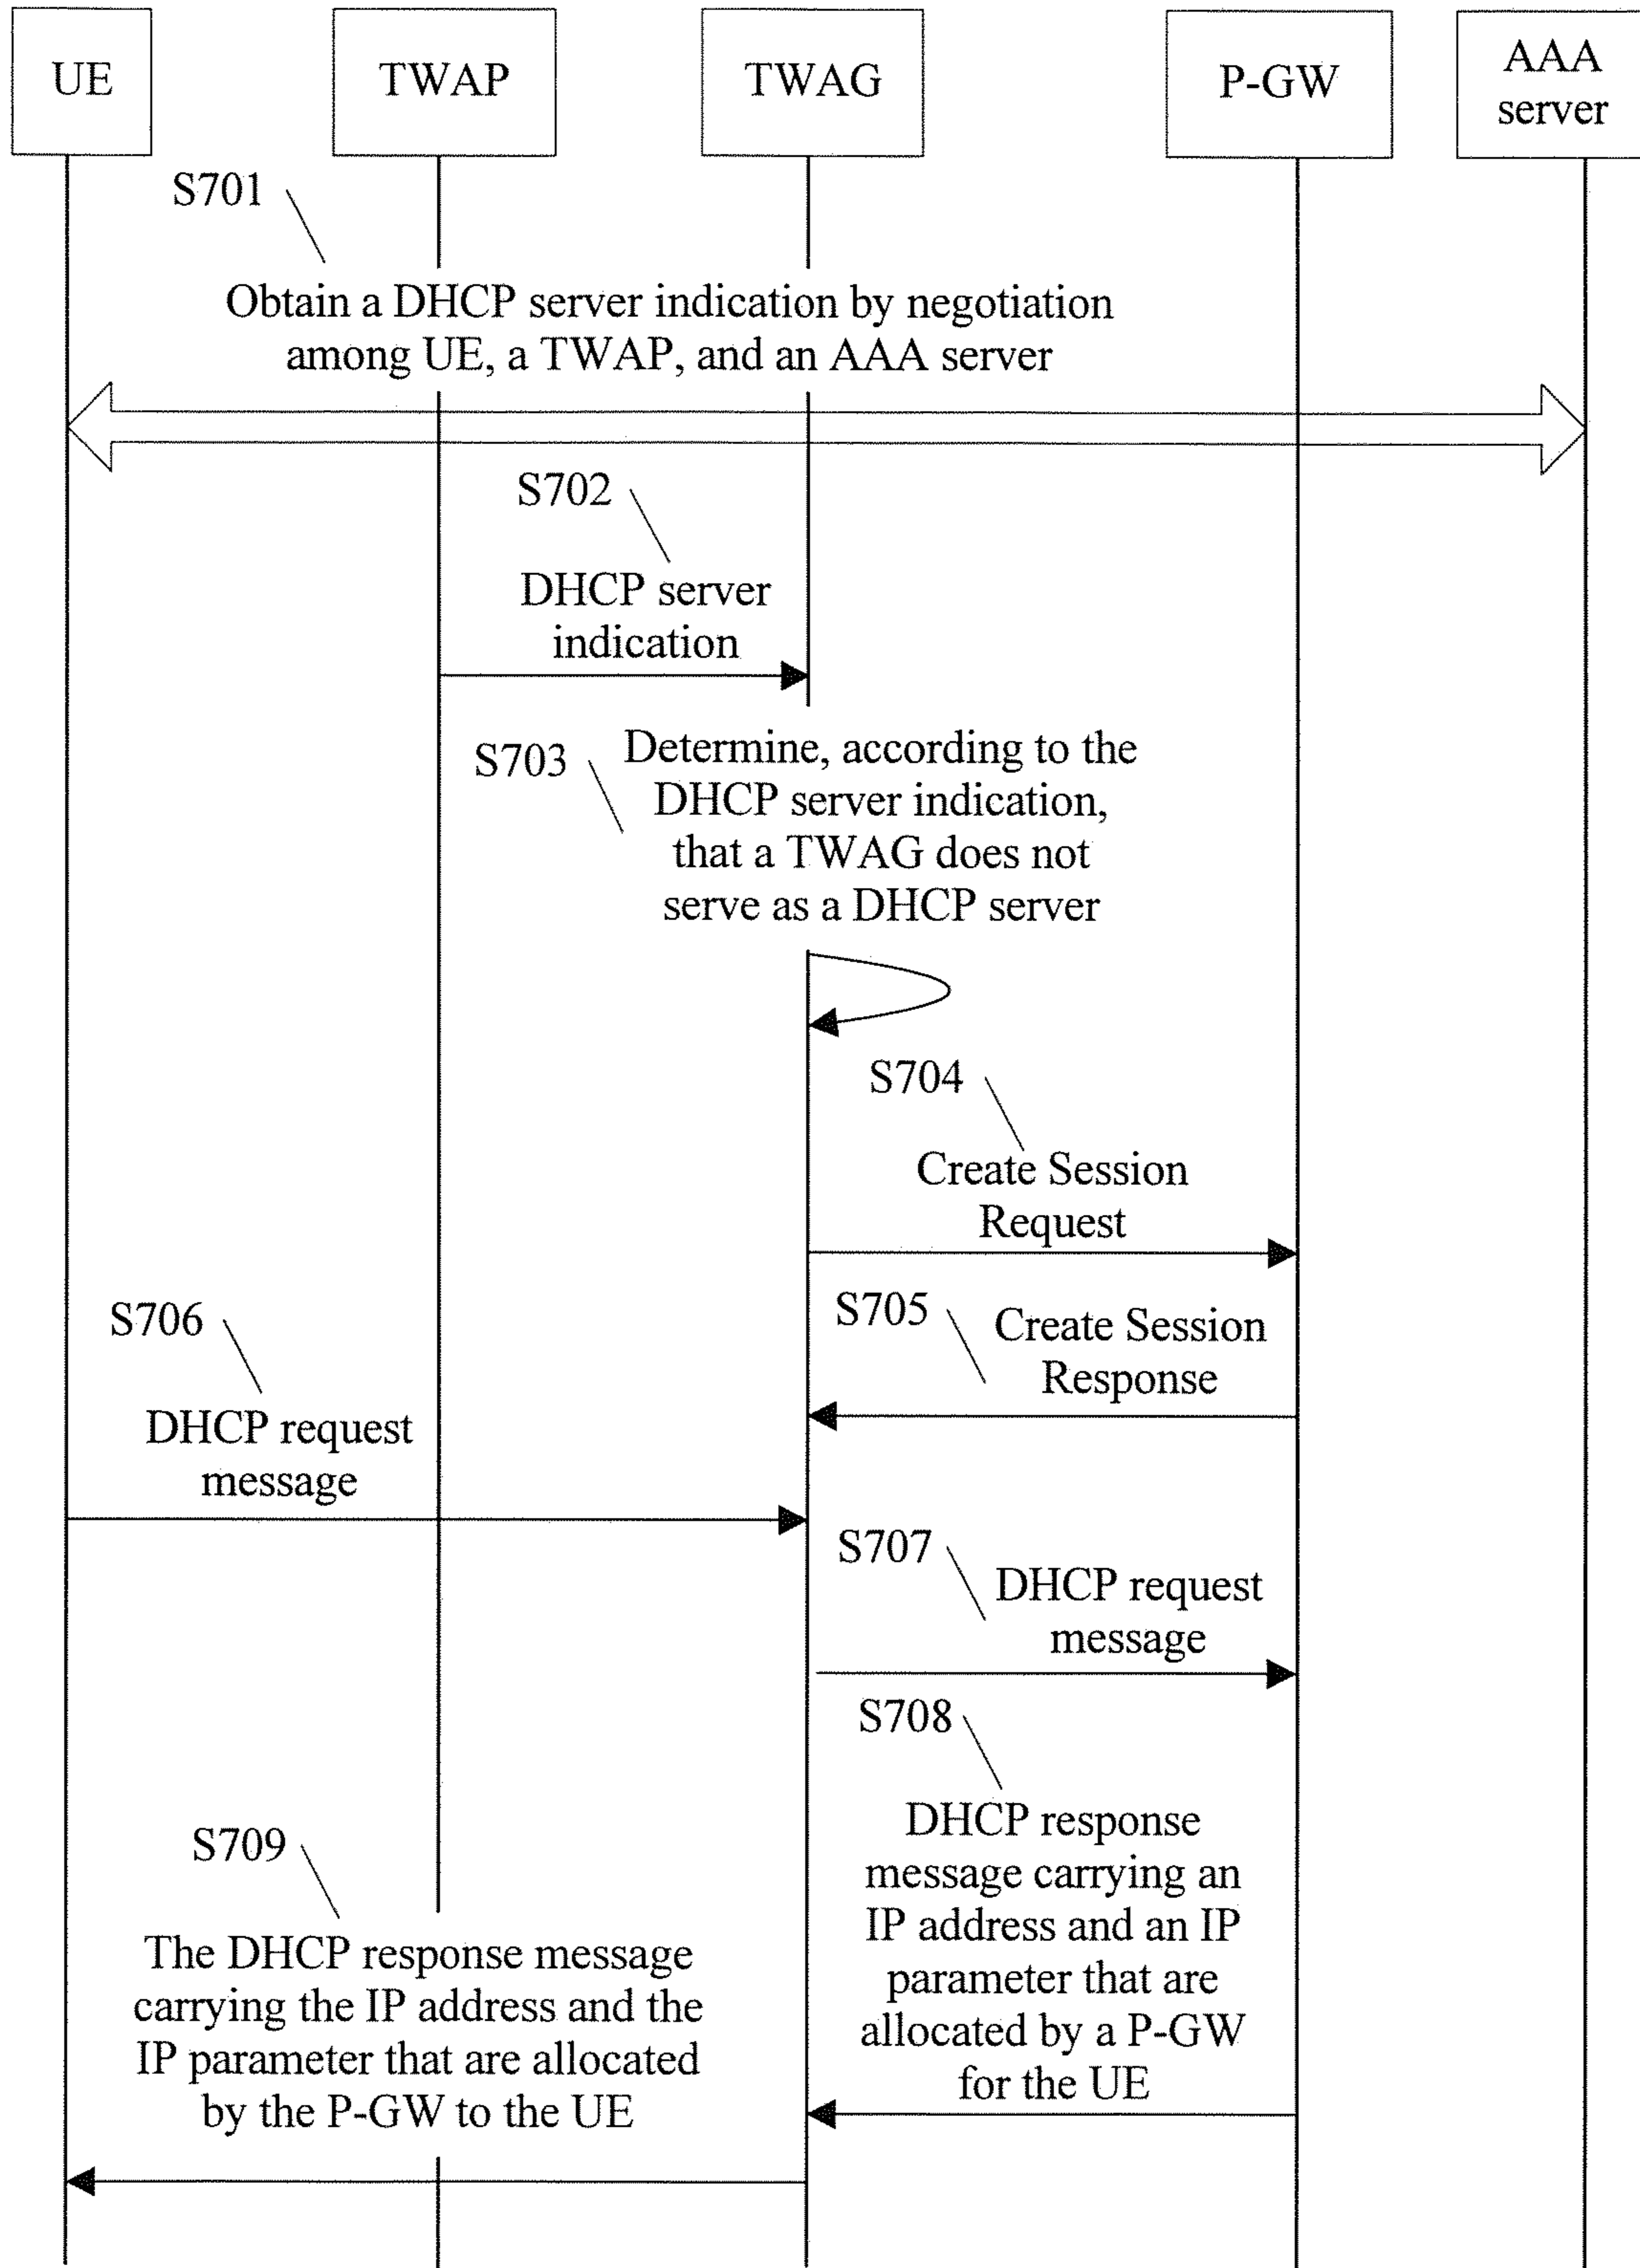 UE
TWAP
TWAG
P-GW
AAA
server
S701
Obtain a DHCP server indication by negotiation
among UE, a TWAP, and an AAA server
S702
DHCP server
indication
S703
Determine, according to the
DHCP server indication,
that a TWAG does not
serve as a DHCP server
S704
Create Session
Request
S705
Create Session
Response
S706
DHCP request
message
S707
DHCP request
message
S708
DHCP response
message carrying an
IP address and an IP
parameter that are
allocated by a P-GW
for the UE
S709
The DHCP response message
carrying the IP address and the
IP parameter that are allocated
by the P-GW to the UE